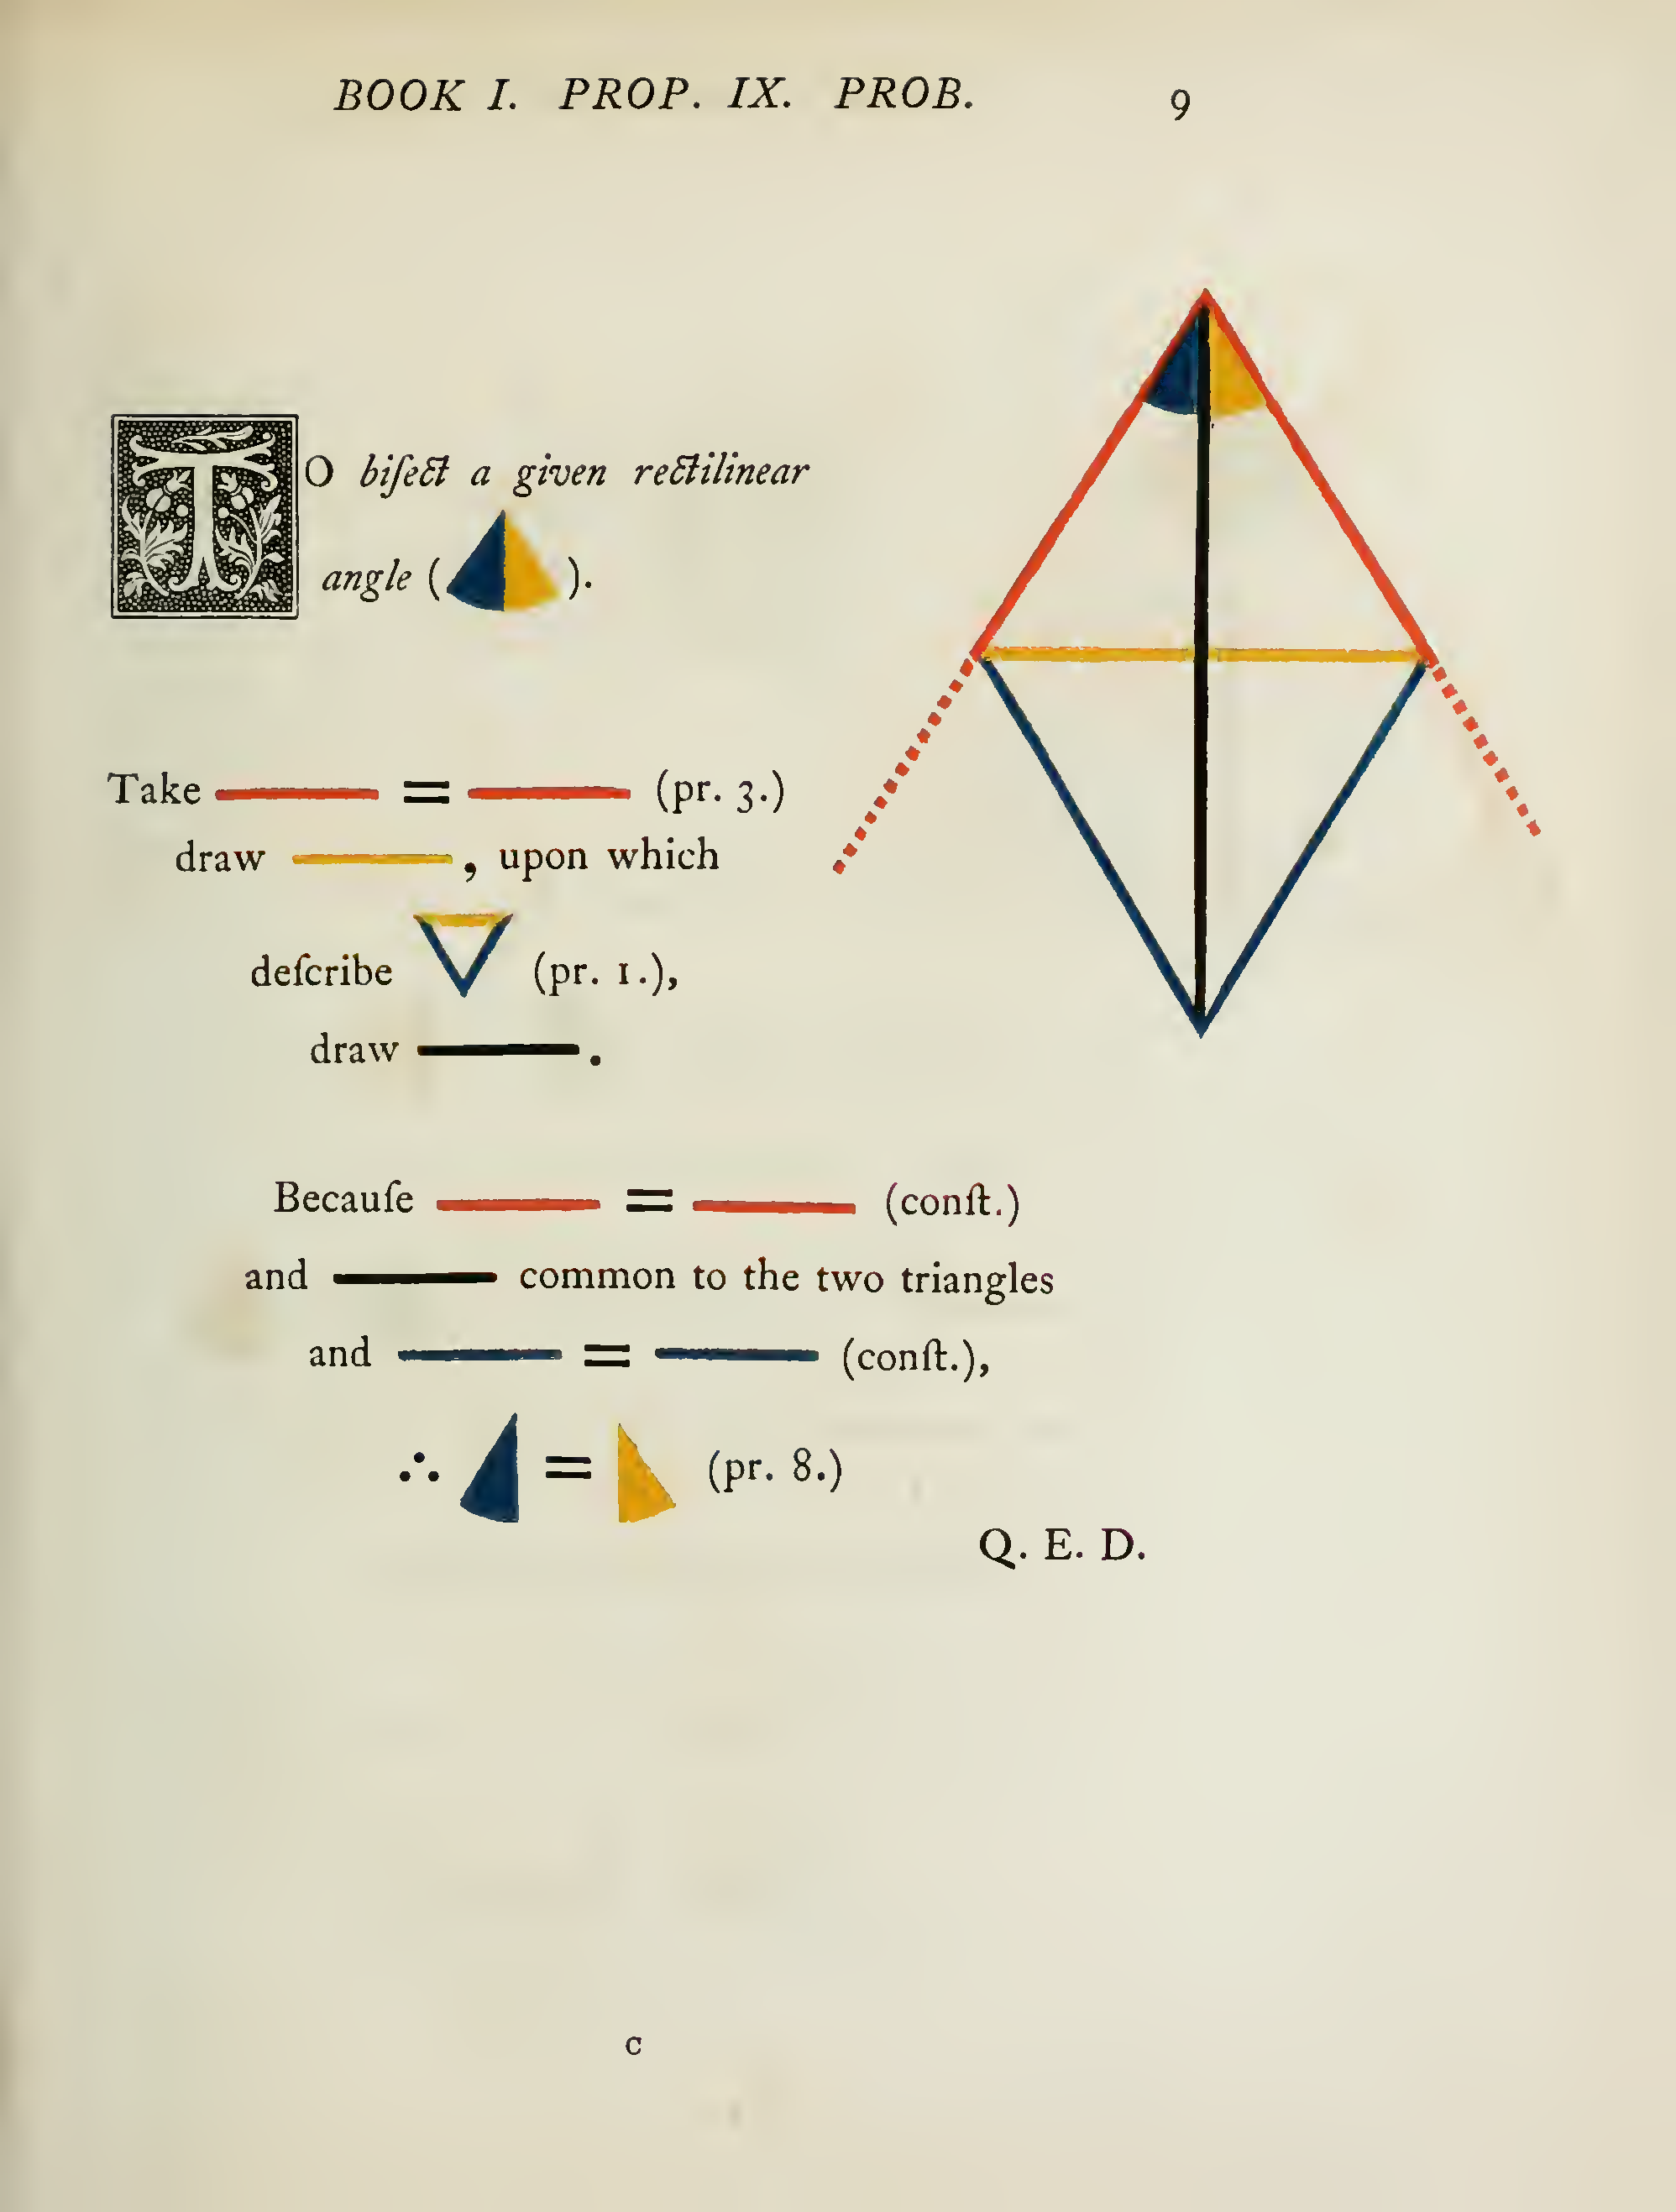 BOOK I. PROP. IX. PROB. 9
TO biſect a given rectilinear
angle ( ).
Take = (pr. 3.)
draw , upon which
deſcribe (pr. 1.),
draw .
Becauſe = (conſt.)
and common to the two triangles
and = (conſt.),
∴ = (pr. 8.)
Q. E. D.
c